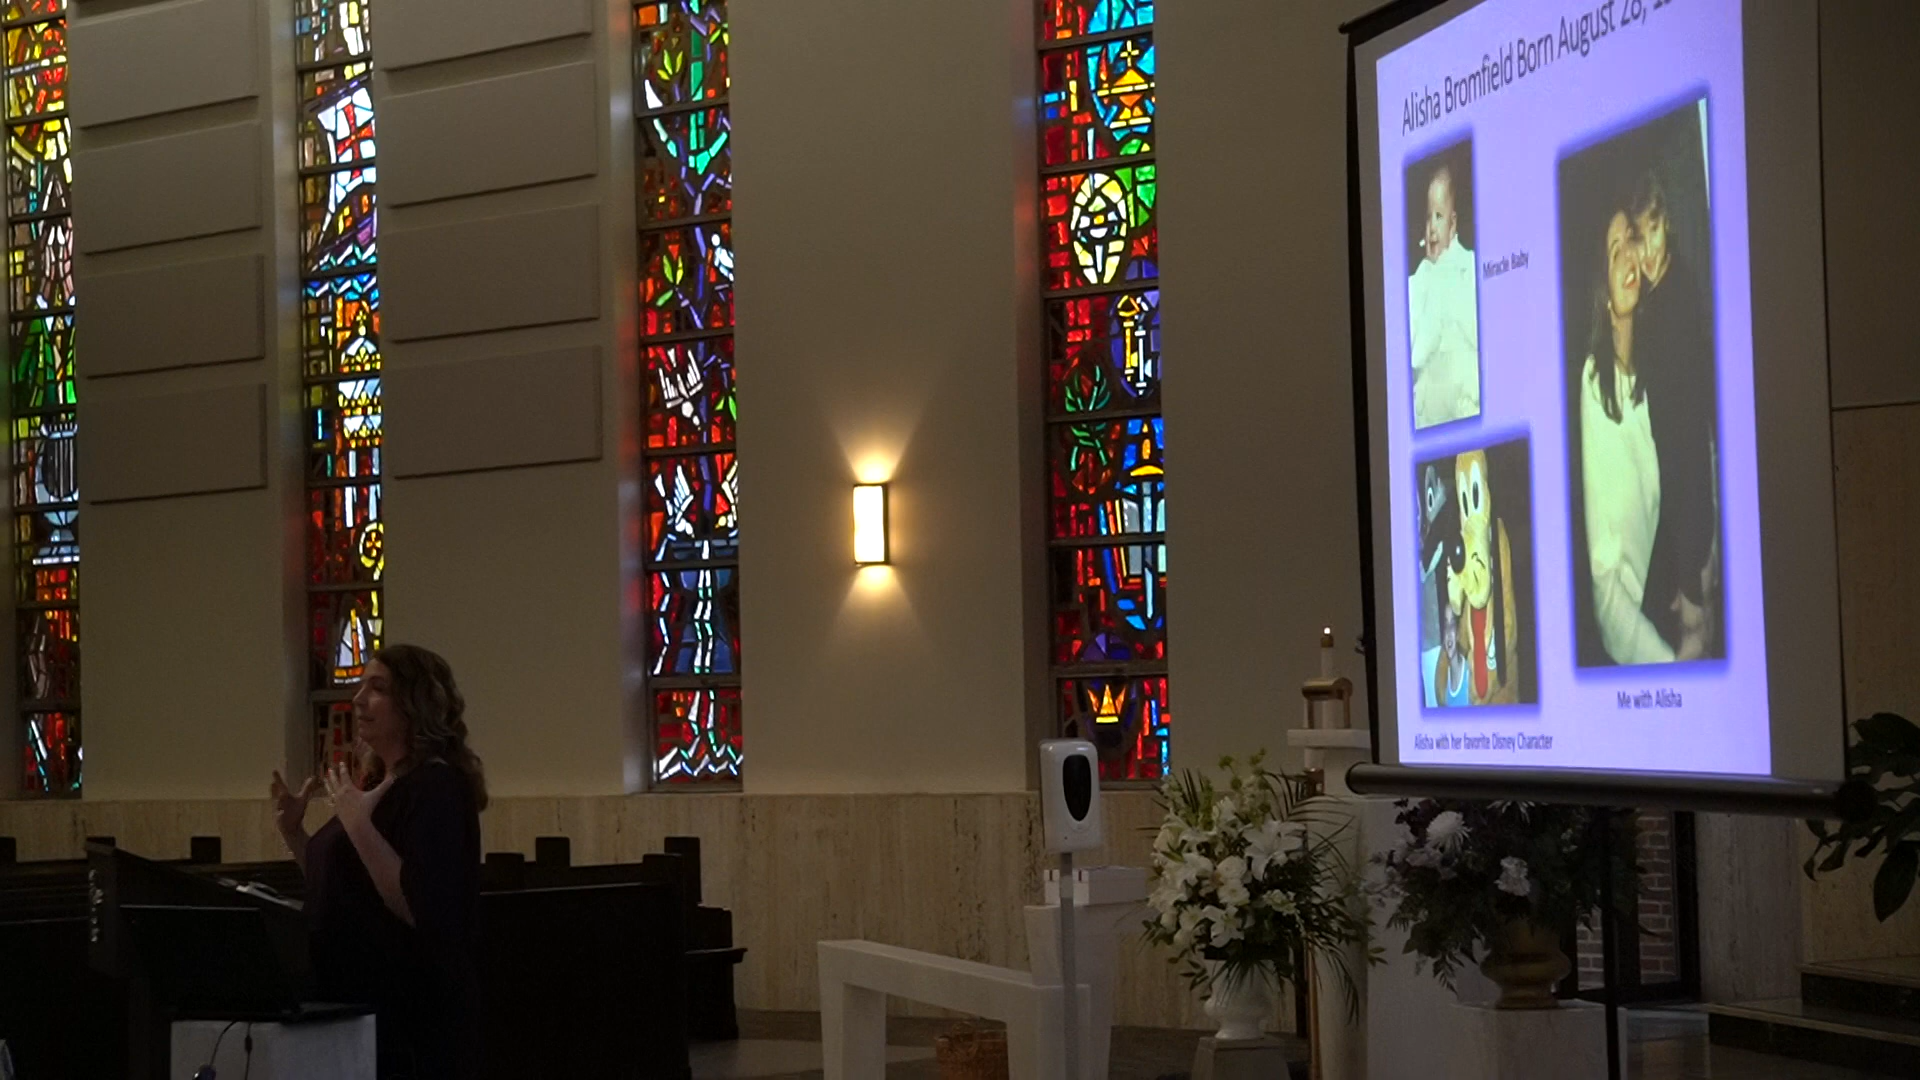 Alisha Bromfield Born August 28,
Miracle Baby
Me with Alisha
Alisha with her favorite Disney Character